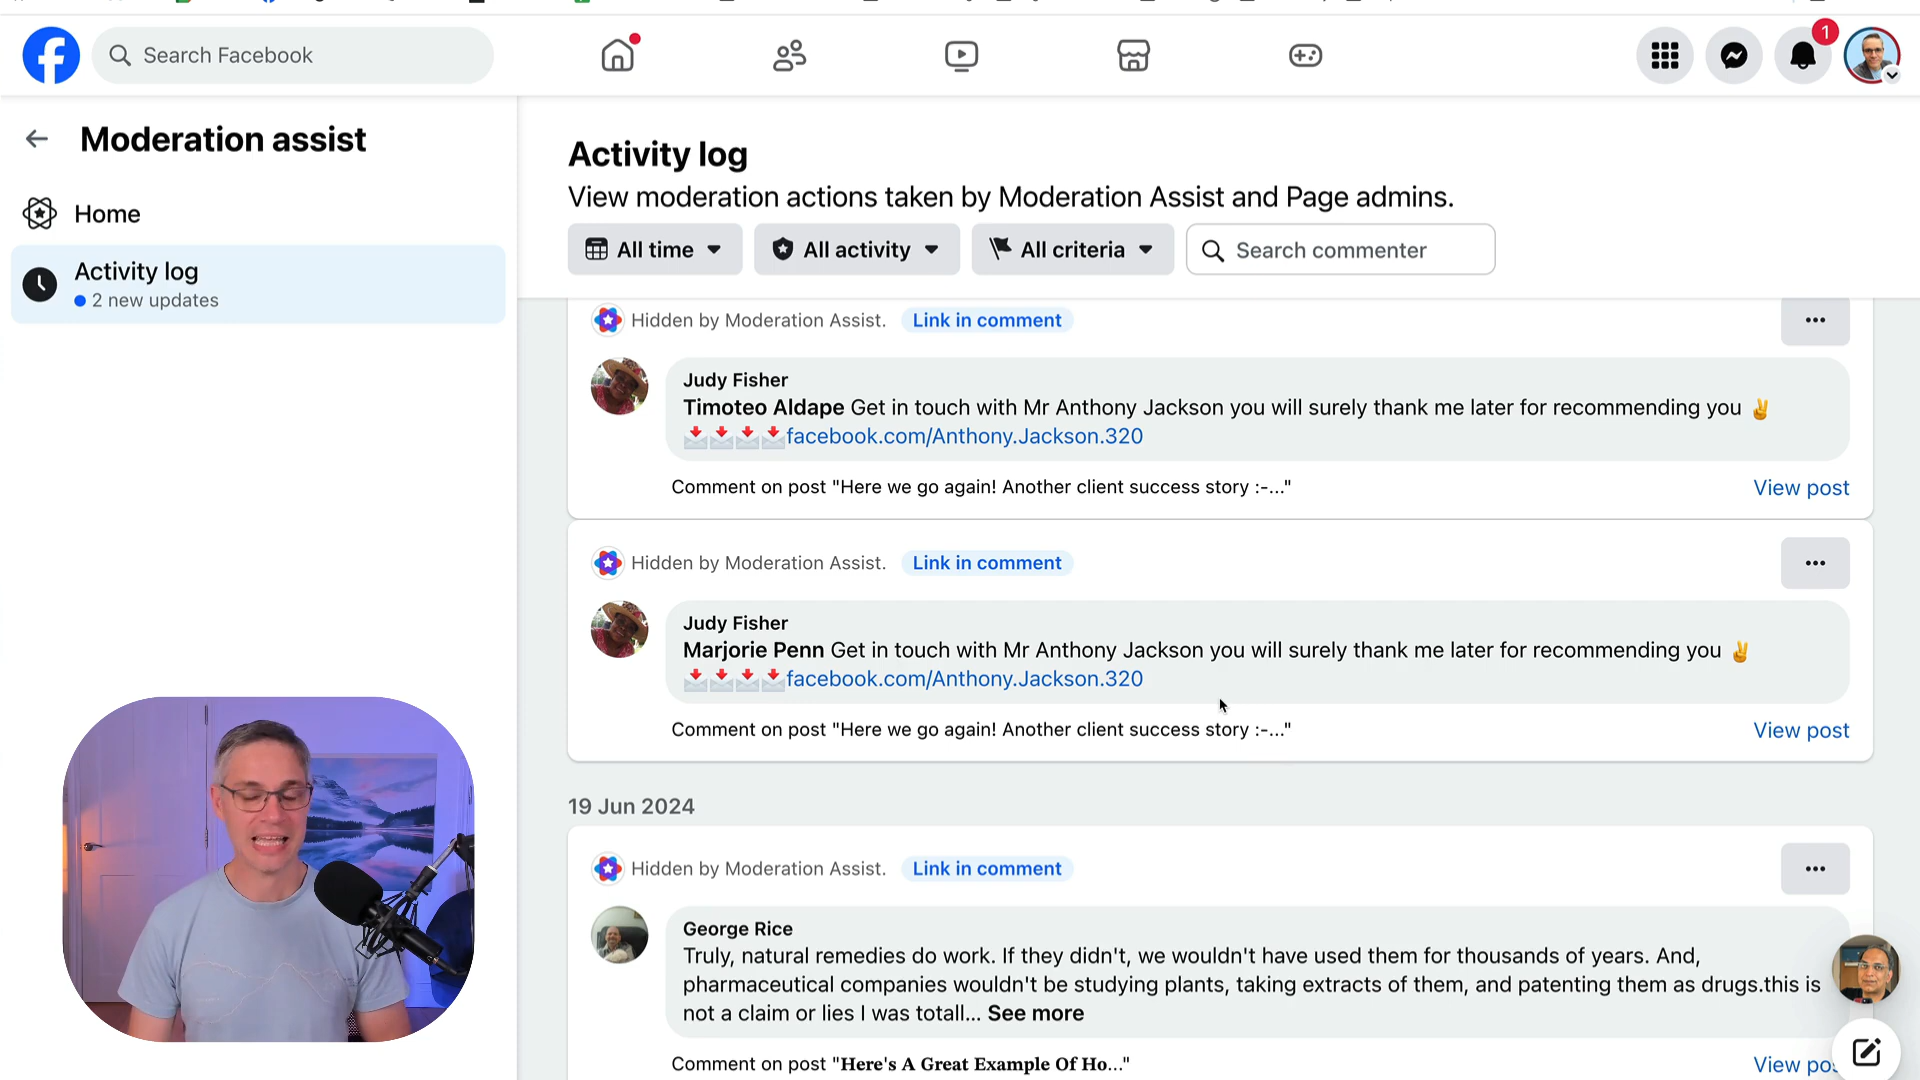 Search Facebook
1
Moderation assist
Home
Activity log
2 new updates
Activity log
View moderation actions taken by Moderation Assist and Page admins.
All time
All activity
All criteria
Search commenter
Hidden by Moderation Assist. Link in comment
Judy Fisher
Timoteo Aldape Get in touch with Mr Anthony Jackson you will surely thank me later for recommending you ✌
📩📩📩📩facebook.com/Anthony.Jackson.320
Comment on post "Here we go again! Another client success story :-..."
View post
Hidden by Moderation Assist. Link in comment
Judy Fisher
Marjorie Penn Get in touch with Mr Anthony Jackson you will surely thank me later for recommending you ✌
📩📩📩📩facebook.com/Anthony.Jackson.320
Comment on post "Here we go again! Another client success story :-..."
View post
19 Jun 2024
Hidden by Moderation Assist. Link in comment
George Rice
Truly, natural remedies do work. If they didn't, we wouldn't have used them for thousands of years. And,
pharmaceutical companies wouldn't be studying plants, taking extracts of them, and patenting them as drugs.this is
not a claim or lies I was totall... See more
Comment on post "Here's A Great Example Of Ho..."
View